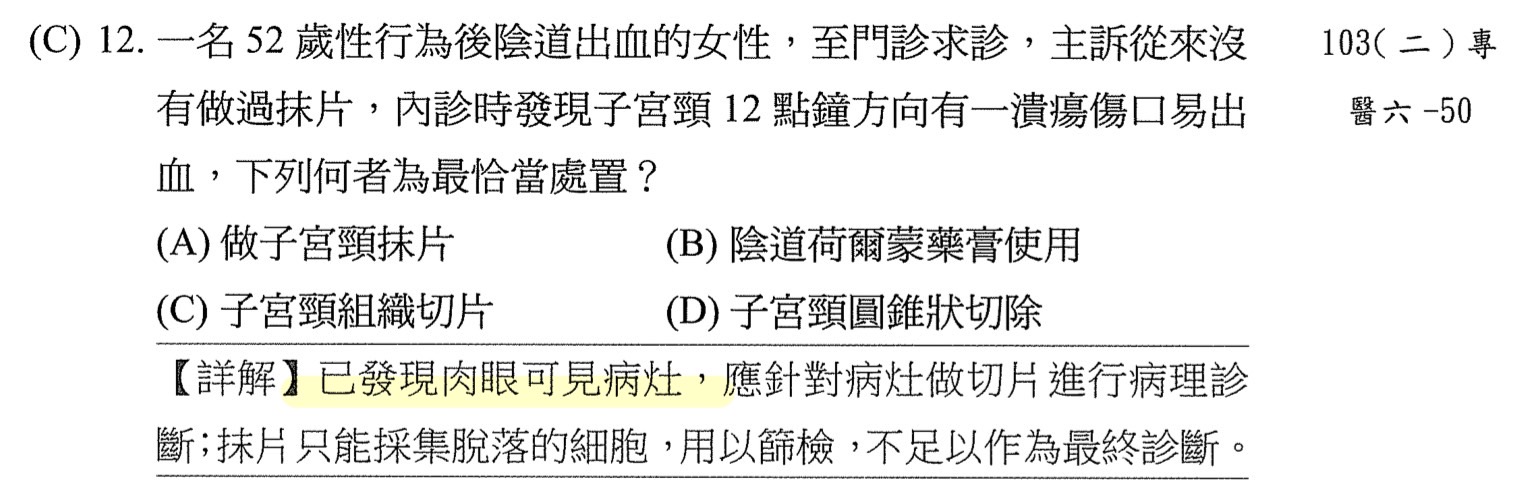 (C) 12. 一名 52 歲性行為後陰道出血的女性，至門診求診，主訴從來沒 103(二)專
有做過抹片，內診時發現子宮頸 12 點鐘方向有一潰瘍傷口易出 醫六-50
血，下列何者為最恰當處置？
(A) 做子宮頸抹片 (B) 陰道荷爾蒙藥膏使用
(C) 子宮頸組織切片 (D) 子宮頸圓錐狀切除
【詳解】已發現肉眼可見病灶，應針對病灶做切片進行病理診
斷；抹片只能採集脫落的細胞，用以篩檢，不足以作為最終診斷。